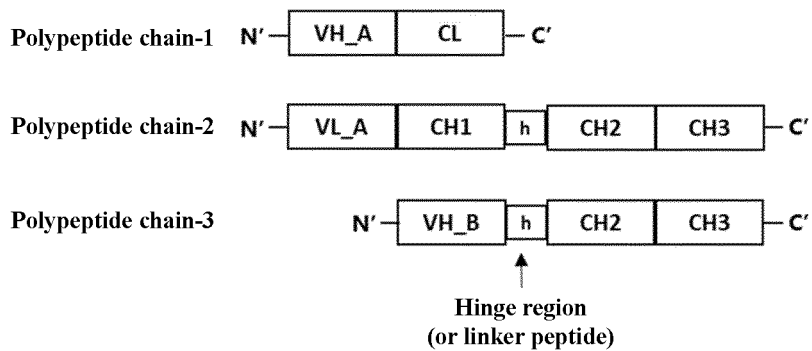 Polypeptide chain-1 N' VH_A CL C'
Polypeptide chain-2 N' VL_A CH1 h CH2 CH3 C'
Polypeptide chain-3 N' VH_B h CH2 CH3 C'
Hinge region
(or linker peptide)